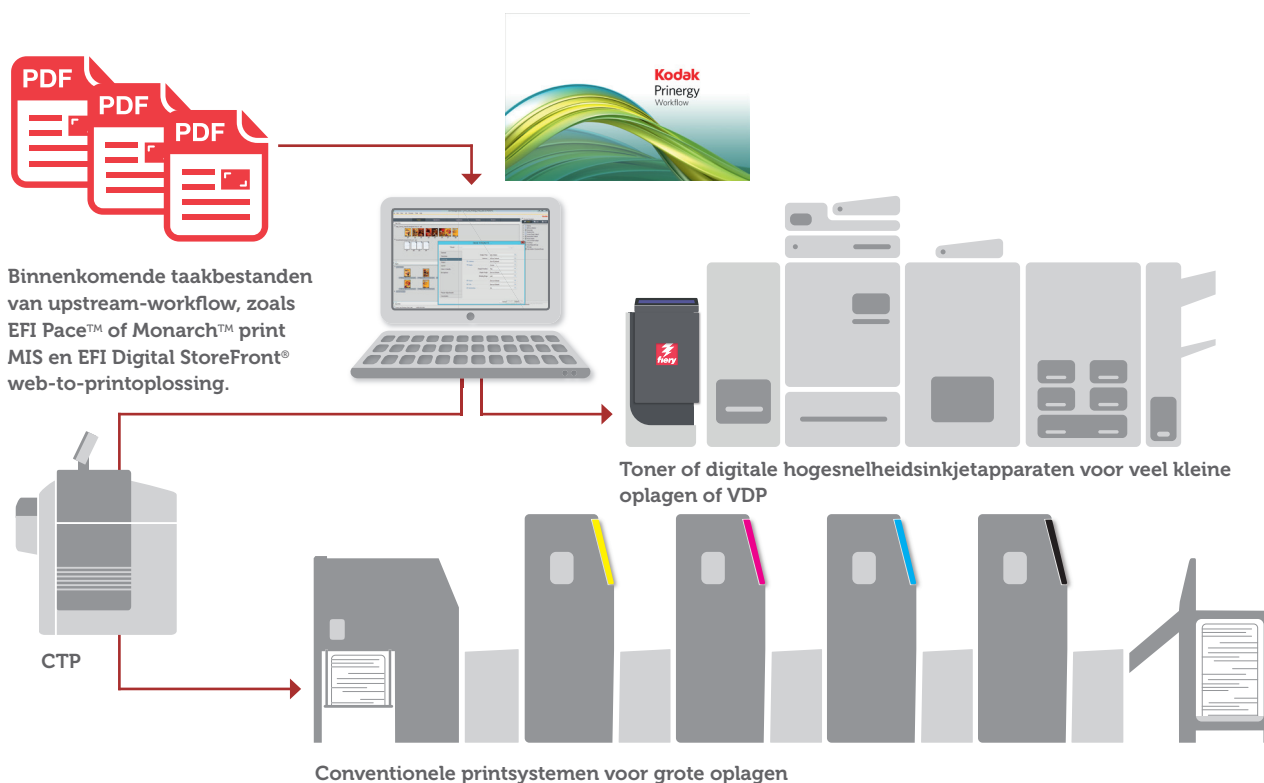 PDF
PDF
PDF
Kodak
Prinergy
Workflow
Binnenkomende taakbestanden
van upstream-workflow, zoals
EFI Pace™ of Monarch™ print
MIS en EFI Digital StoreFront®
web-to-printoplossing.
fiery
Toner of digitale hogesnelheidsinkjetapparaten voor veel kleine
oplagen of VDP
CTP
Conventionele printsystemen voor grote oplagen